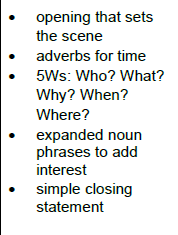 • opening that sets
the scene
• adverbs for time
• 5Ws: Who? What?
Why? When?
Where?
• expanded noun
phrases to add
interest
• simple closing
statement